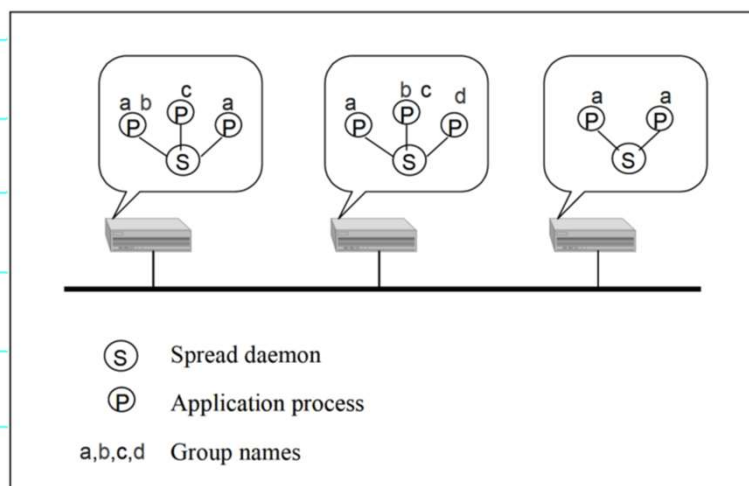 a b c a
a b c d
a a
P P P
P P P
P P
S
S
S
S Spread daemon
P Application process
a,b,c,d Group names